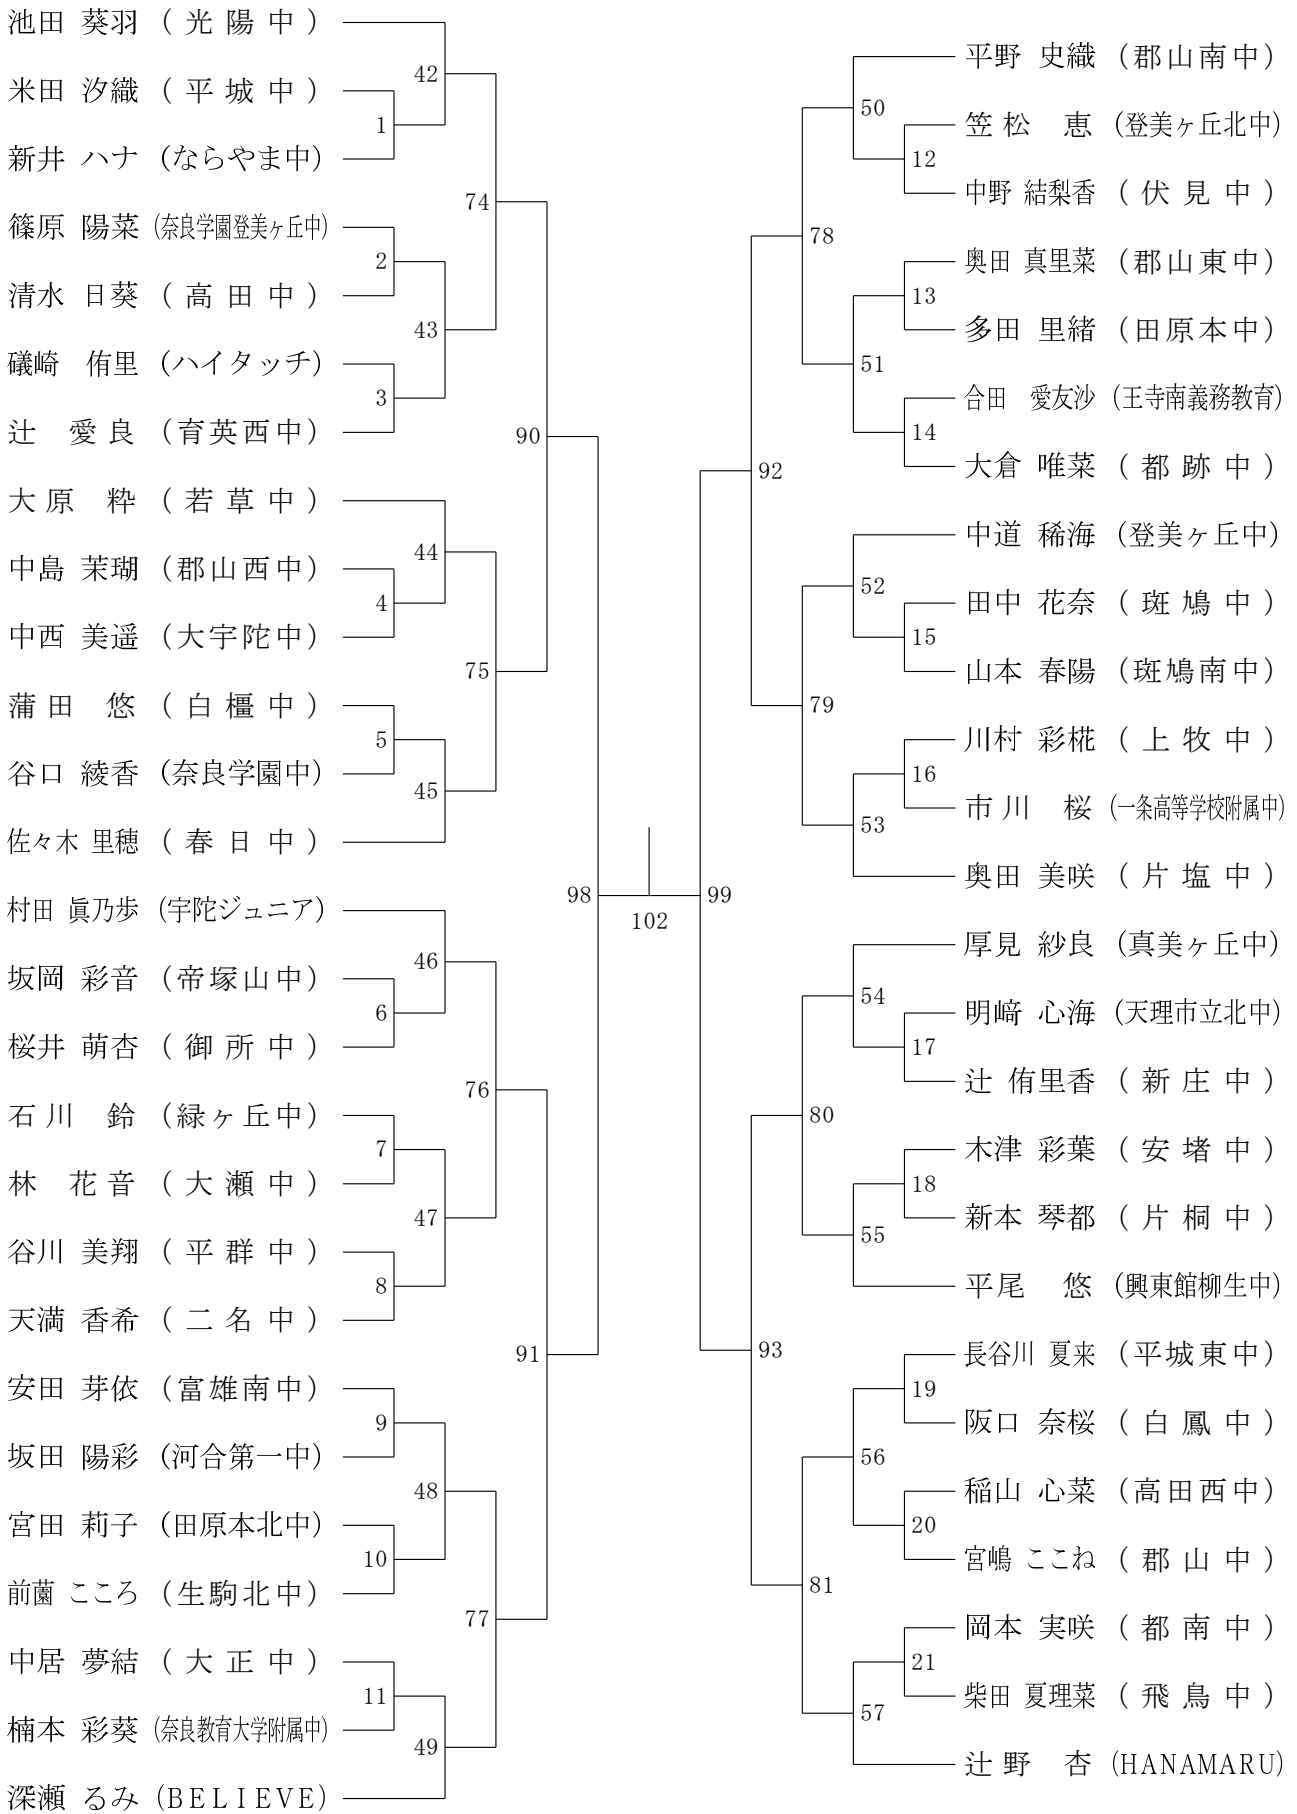 池田 葵羽 (光陽中)
米田 汐織 (平城中)
新井 ハナ (ならやま中)
篠原 陽菜 (奈良学園登美ヶ丘中)
清水 日葵 (高田中)
礒崎 侑里 (ハイタッチ)
辻 愛良 (育英西中)
大原 粋 (若草中)
中島 茉瑚 (郡山西中)
中西 美遥 (大宇陀中)
蒲田 悠 (白橿中)
谷口 綾香 (奈良学園中)
佐々木 里穂 (春日中)
村田 眞乃歩 (宇陀ジュニア)
坂岡 彩音 (帝塚山中)
桜井 萌杏 (御所中)
石川 鈴 (緑ヶ丘中)
林 花音 (大瀬中)
谷川 美翔 (平群中)
天満 香希 (二名中)
安田 芽依 (富雄南中)
坂田 陽彩 (河合第一中)
宮田 莉子 (田原本北中)
前薗 こころ (生駒北中)
中居 夢結 (大正中)
楠本 彩葵 (奈良教育大学附属中)
深瀬 るみ (BELIEVE)
1
2
3
4
5
6
7
8
9
10
11
42
43
44
45
46
47
48
49
74
75
76
77
90
91
98
102
99
92
93
78
79
80
81
50
51
52
53
54
55
56
57
12
13
14
15
16
17
18
19
20
21
平野 史織 (郡山南中)
笠松 恵 (登美ヶ丘北中)
中野 結梨香 (伏見中)
奥田 真里菜 (郡山東中)
多田 里緒 (田原本中)
合田 愛友沙 (王寺南義務教育)
大倉 唯菜 (都跡中)
中道 稀海 (登美ヶ丘中)
田中 花奈 (斑鳩中)
山本 春陽 (斑鳩南中)
川村 彩椛 (上牧中)
市川 桜 (一条高等学校附属中)
奥田 美咲 (片塩中)
厚見 紗良 (真美ヶ丘中)
明﨑 心海 (天理市立北中)
辻 侑里香 (新庄中)
木津 彩葉 (安堵中)
新本 琴都 (片桐中)
平尾 悠 (興東館柳生中)
長谷川 夏来 (平城東中)
阪口 奈桜 (白鳳中)
稲山 心菜 (高田西中)
宮嶋 ここね (郡山中)
岡本 実咲 (都南中)
柴田 夏理菜 (飛鳥中)
辻野 杏 (HANAMARU)